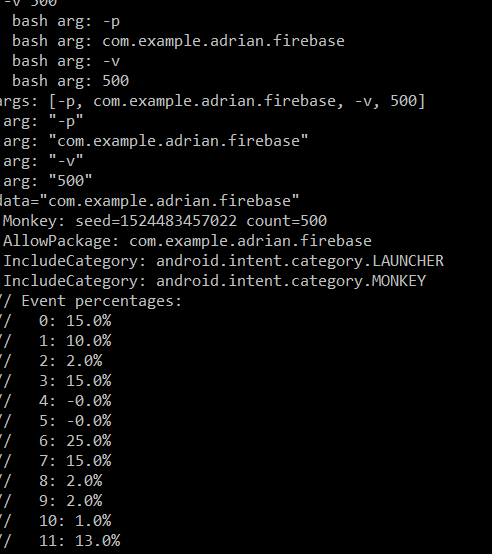 -v 500
bash arg: -p
bash arg: com.example.adrian.firebase
bash arg: -v
bash arg: 500
args: [-p, com.example.adrian.firebase, -v, 500]
arg: "-p"
arg: "com.example.adrian.firebase"
arg: "-v"
arg: "500"
data="com.example.adrian.firebase"
Monkey: seed=1524483457022 count=500
AllowPackage: com.example.adrian.firebase
IncludeCategory: android.intent.category.LAUNCHER
IncludeCategory: android.intent.category.MONKEY
// Event percentages:
//   0: 15.0%
//   1: 10.0%
//   2: 2.0%
//   3: 15.0%
//   4: -0.0%
//   5: -0.0%
//   6: 25.0%
//   7: 15.0%
//   8: 2.0%
//   9: 2.0%
//   10: 1.0%
//   11: 13.0%